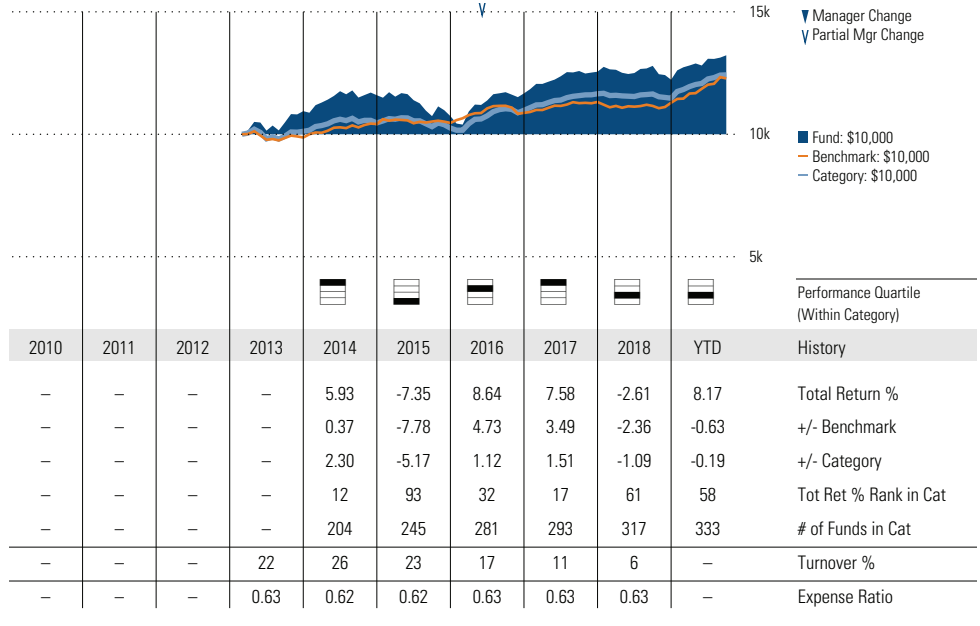 15k
▼ Manager Change
∨ Partial Mgr Change
10k
Fund: $10,000
Benchmark: $10,000
Category: $10,000
5k
Performance Quartile
(Within Category)
2010 2011 2012 2013 2014 2015 2016 2017 2018 YTD History
– – – – 5.93 -7.35 8.64 7.58 -2.61 8.17 Total Return %
– – – – 0.37 -7.78 4.73 3.49 -2.36 -0.63 +/- Benchmark
– – – – 2.30 -5.17 1.12 1.51 -1.09 -0.19 +/- Category
– – – – 12 93 32 17 61 58 Tot Ret % Rank in Cat
– – – – 204 245 281 293 317 333 # of Funds in Cat
– – – 22 26 23 17 11 6 – Turnover %
– – – 0.63 0.62 0.62 0.63 0.63 0.63 – Expense Ratio